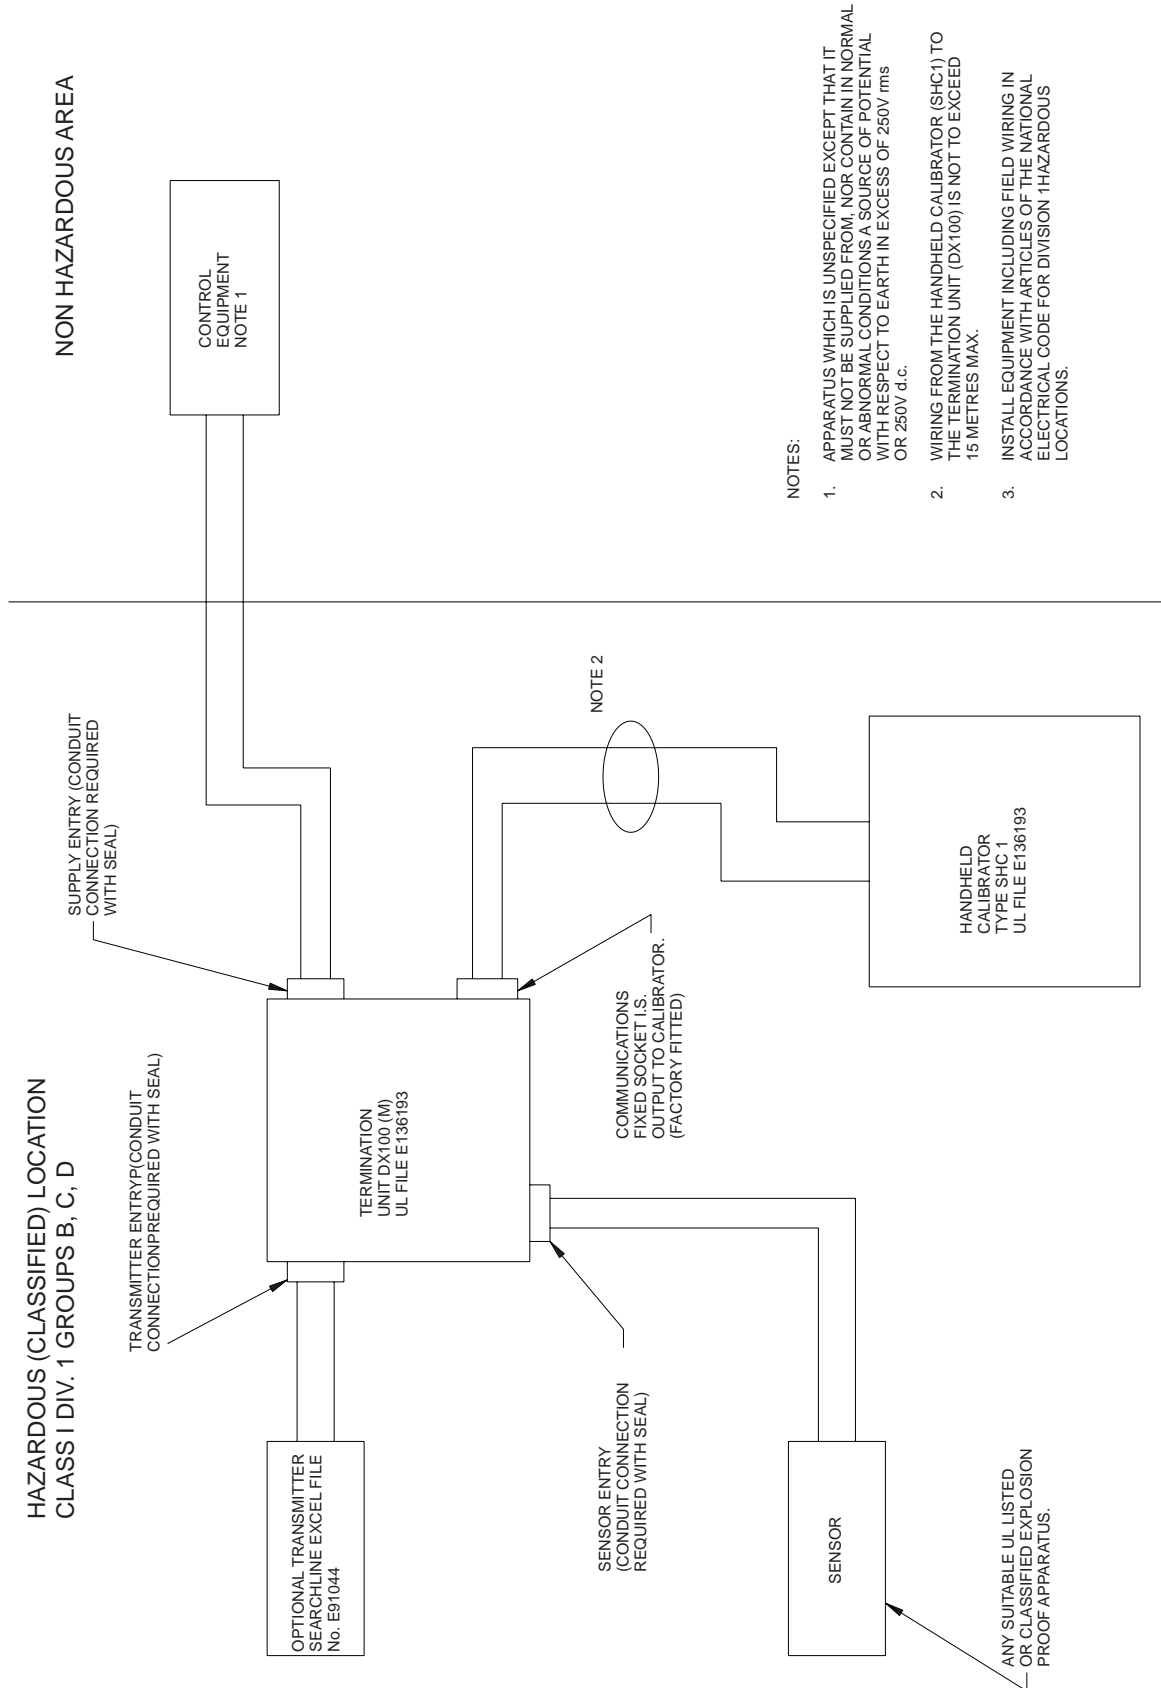 HAZARDOUS (CLASSIFIED) LOCATION
CLASS I DIV. 1 GROUPS B, C, D
NON HAZARDOUS AREA
TRANSMITTER ENTRYP(CONDUIT
CONNECTIONPREQUIRED WITH SEAL)
SUPPLY ENTRY (CONDUIT
CONNECTION REQUIRED
WITH SEAL)
CONTROL
EQUIPMENT
NOTE 1
OPTIONAL TRANSMITTER
SEARCHLINE EXCEL FILE
No. E91044
TERMINATION
UNIT DX100 (M)
UL FILE E136193
SENSOR ENTRY
(CONDUIT CONNECTION
REQUIRED WITH SEAL)
COMMUNICATIONS
FIXED SOCKET I.S.
OUTPUT TO CALIBRATOR.
(FACTORY FITTED)
NOTE 2
SENSOR
HANDHELD
CALIBRATOR
TYPE SHC 1
UL FILE E136193
ANY SUITABLE UL LISTED
OR CLASSIFIED EXPLOSION
PROOF APPARATUS.
NOTES:
1. APPARATUS WHICH IS UNSPECIFIED EXCEPT THAT IT
MUST NOT BE SUPPLIED FROM, NOR CONTAIN IN NORMAL
OR ABNORMAL CONDITIONS A SOURCE OF POTENTIAL
WITH RESPECT TO EARTH IN EXCESS OF 250V rms
OR 250V d.c.
2. WIRING FROM THE HANDHELD CALIBRATOR (SHC1) TO
THE TERMINATION UNIT (DX100) IS NOT TO EXCEED
15 METRES MAX.
3. INSTALL EQUIPMENT INCLUDING FIELD WIRING IN
ACCORDANCE WITH ARTICLES OF THE NATIONAL
ELECTRICAL CODE FOR DIVISION 1HAZARDOUS
LOCATIONS.